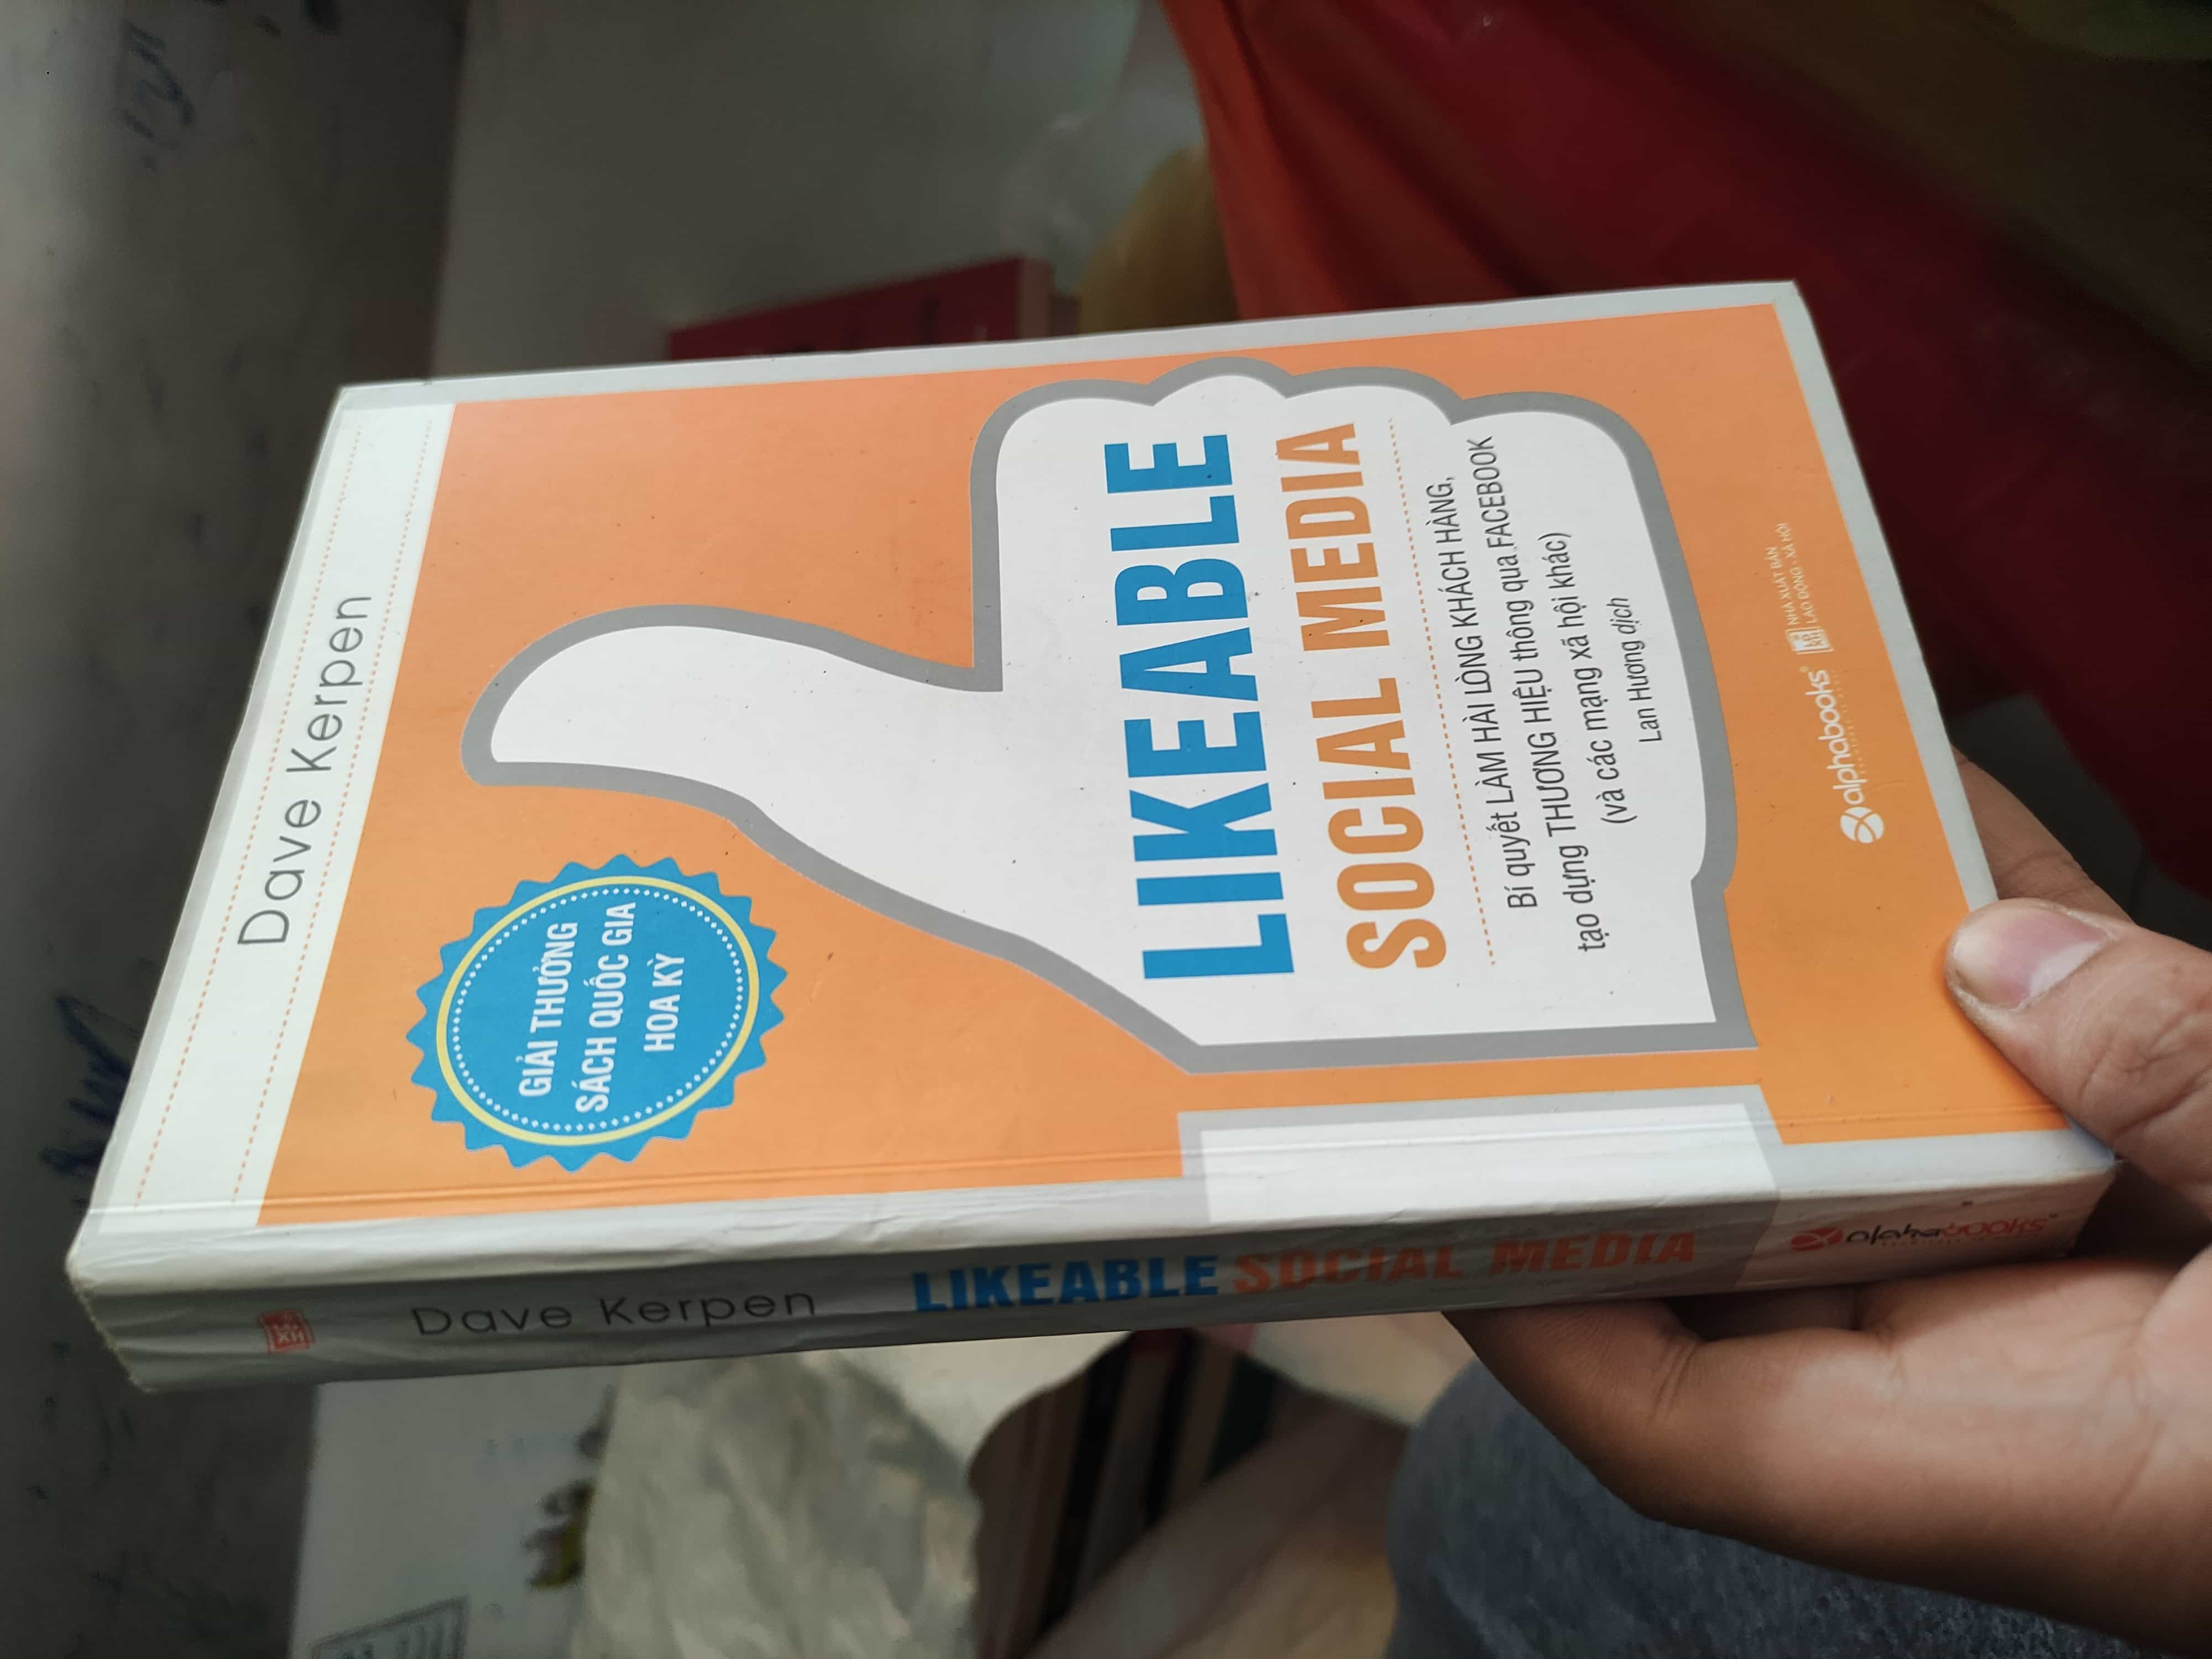 Dave Kerpen
GIẢI THƯỞNG
SÁCH QUỐC GIA
HOA KỲ
LIKEABLE
SOCIAL MEDIA
Bí quyết LÀM HÀI LÒNG KHÁCH HÀNG,
tạo dựng THƯƠNG HIỆU thông qua FACEBOOK
(và các mạng xã hội khác)
Lan Hương dịch
alphabooks®
NHÀ XUẤT BẢN
LAO ĐỘNG - XÃ HỘI
Dave Kerpen LIKEABLE SOCIAL MEDIA alphabooks